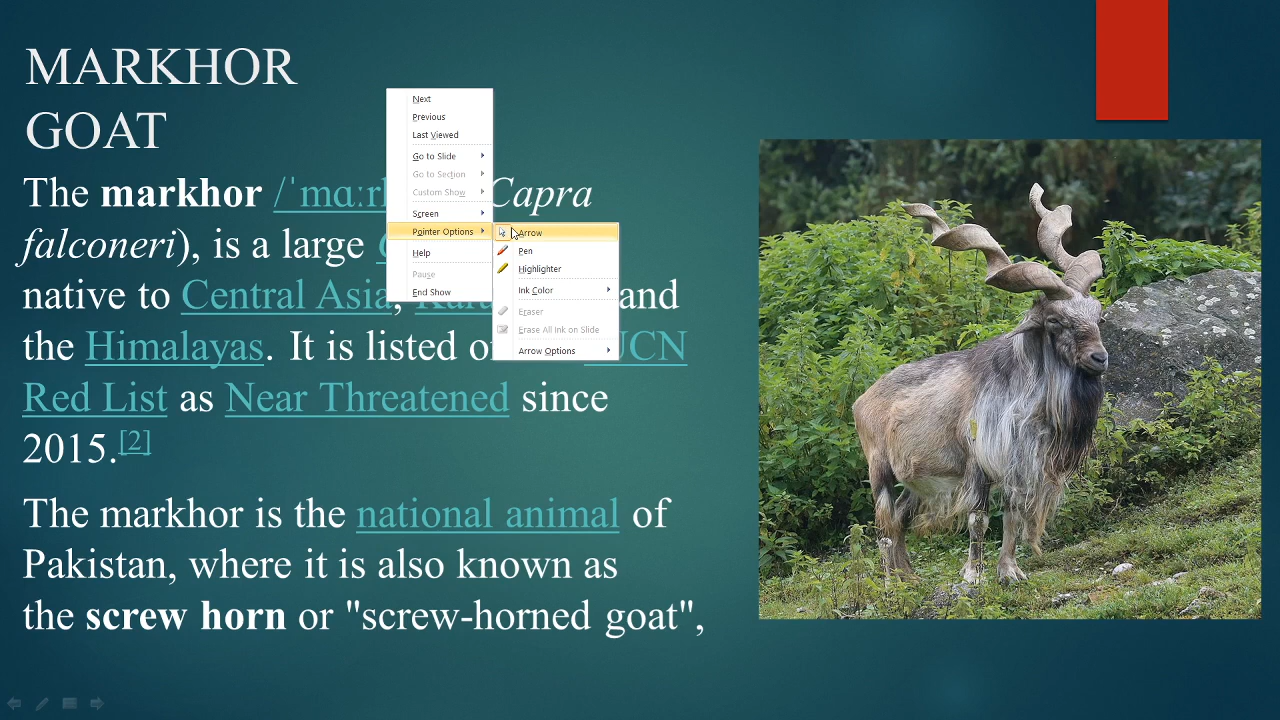 MARKHOR
GOAT
The markhor /ˈmɑːr Capra
falconeri), is a large
native to Central Asia, and
the Himalayas. It is listed UCN
Red List as Near Threatened since
2015.[2]
The markhor is the national animal of
Pakistan, where it is also known as
the screw horn or "screw-horned goat",
Next
Previous
Last Viewed
Go to Slide
Go to Section
Custom Show
Screen
Pointer Options
Help
Pause
End Show
Arrow
Pen
Highlighter
Ink Color
Eraser
Erase All Ink on Slide
Arrow Options